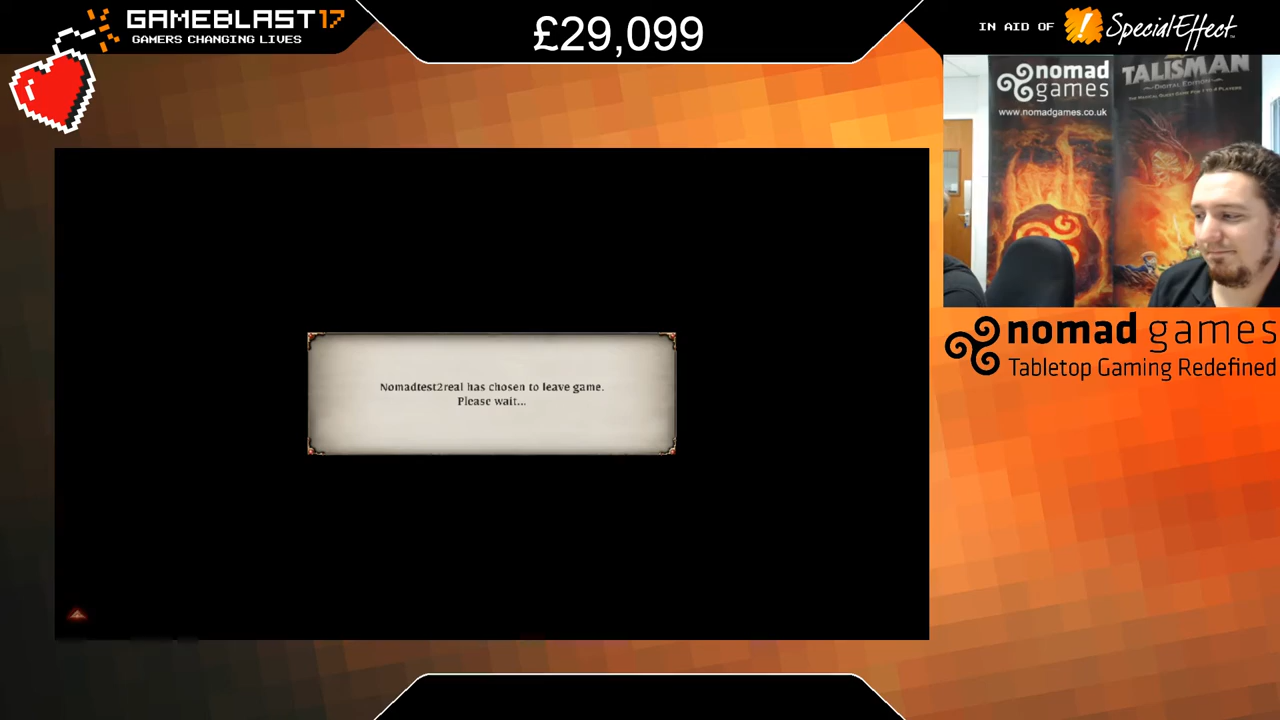 GAMEBLAST17
GAMERS CHANGING LIVES
£29,099
IN AID OF ! SpecialEffect
nomad
games
www.nomadgames.co.uk
TALISMAN
DIGITAL EDITION
nomad games
Tabletop Gaming Redefined
Nomadtest2real has chosen to leave game.
Please wait...